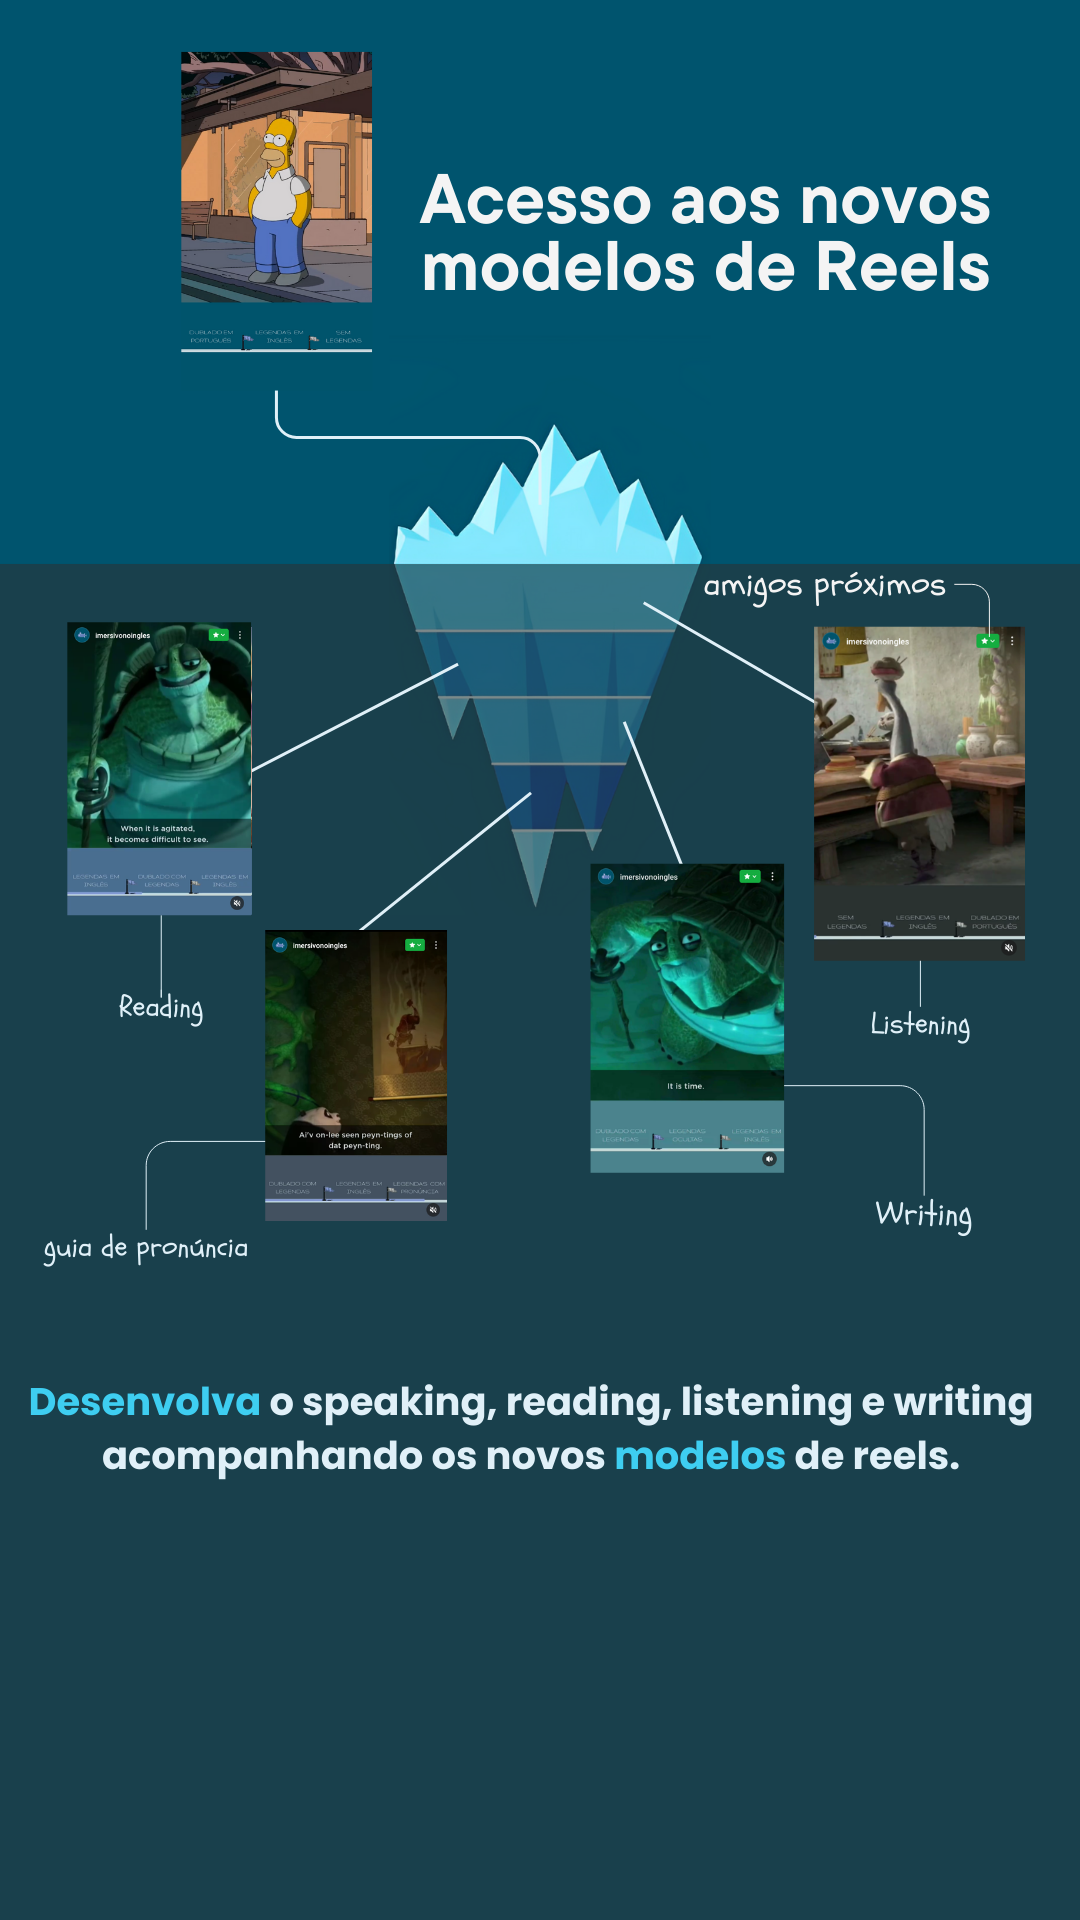 Acesso aos novos
modelos de Reels
DUBLADO EM
PORTUGUÊS
LEGENDAS EM
INGLÊS
SEM
LEGENDAS
amigos próximos
imersivonoingles
When it is agitated,
it becomes difficult to see.
LEGENDAS EM
INGLÊS
DUBLADO COM
LEGENDAS
LEGENDAS EM
INGLÊS
Reading
imersivonoingles
SEM
LEGENDAS
LEGENDAS EM
INGLÊS
DUBLADO EM
PORTUGUÊS
Listening
imersivonoingles
It is time.
DUBLADO COM
LEGENDAS
LEGENDAS
OCULTAS
LEGENDAS EM
INGLÊS
Writing
imersivonoingles
Ai'v on-lee seen peyn-tings of
dat peyn-ting.
DUBLADO COM
LEGENDAS
LEGENDAS EM
INGLÊS
LEGENDAS COM
PRONÚNCIA
guia de pronúncia
Desenvolva o speaking, reading, listening e writing
acompanhando os novos modelos de reels.